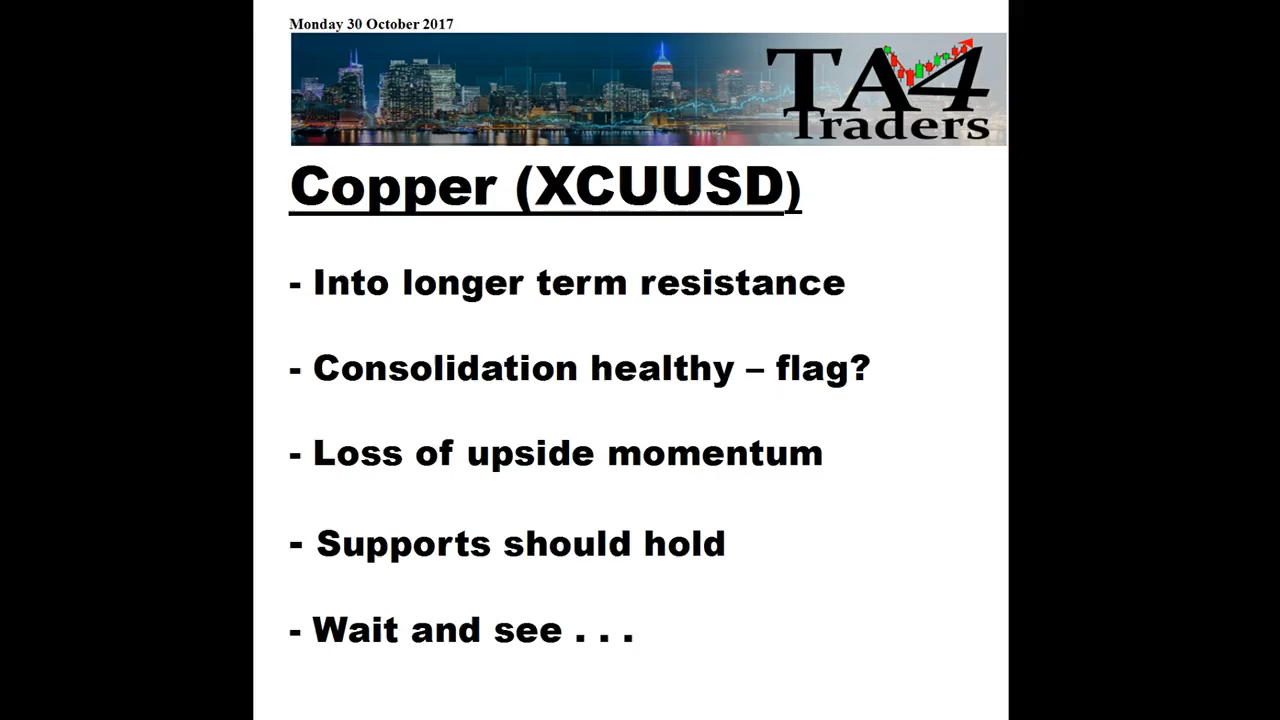 Monday 30 October 2017
TA4
Traders
Copper (XCUUSD)
- Into longer term resistance
- Consolidation healthy – flag?
- Loss of upside momentum
- Supports should hold
- Wait and see . . .